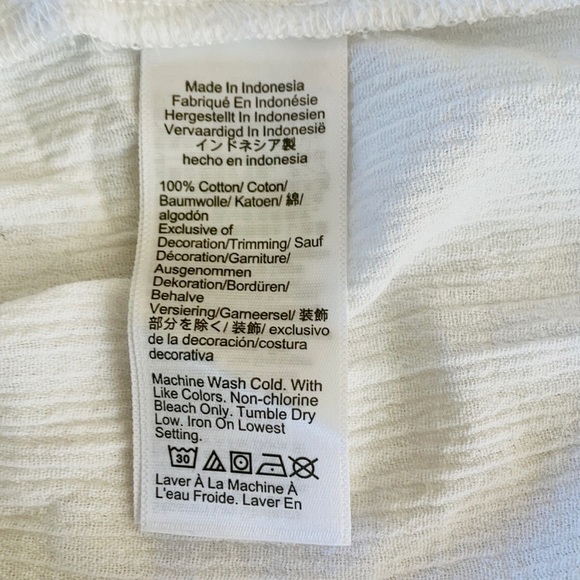 Made In Indonesia
Fabriqué En Indonésie
Hergestellt In Indonesien
Vervaardigd In Indonesië
インドネシア製
hecho en indonesia
100% Cotton/ Coton/
Baumwolle/ Katoen/ 綿/
algodón
Exclusive of
Decoration/Trimming/ Sauf
Décoration/Garniture/
Ausgenommen
Dekoration/Bordüren/
Behalve
Versiering/Garneersel/ 装飾
部分を除く/ 装飾/ exclusivo
de la decoración/costura
decorativa
Machine Wash Cold. With
Like Colors. Non-chlorine
Bleach Only. Tumble Dry
Low. Iron On Lowest
Setting.
30
Laver À La Machine À
L'eau Froide. Laver En